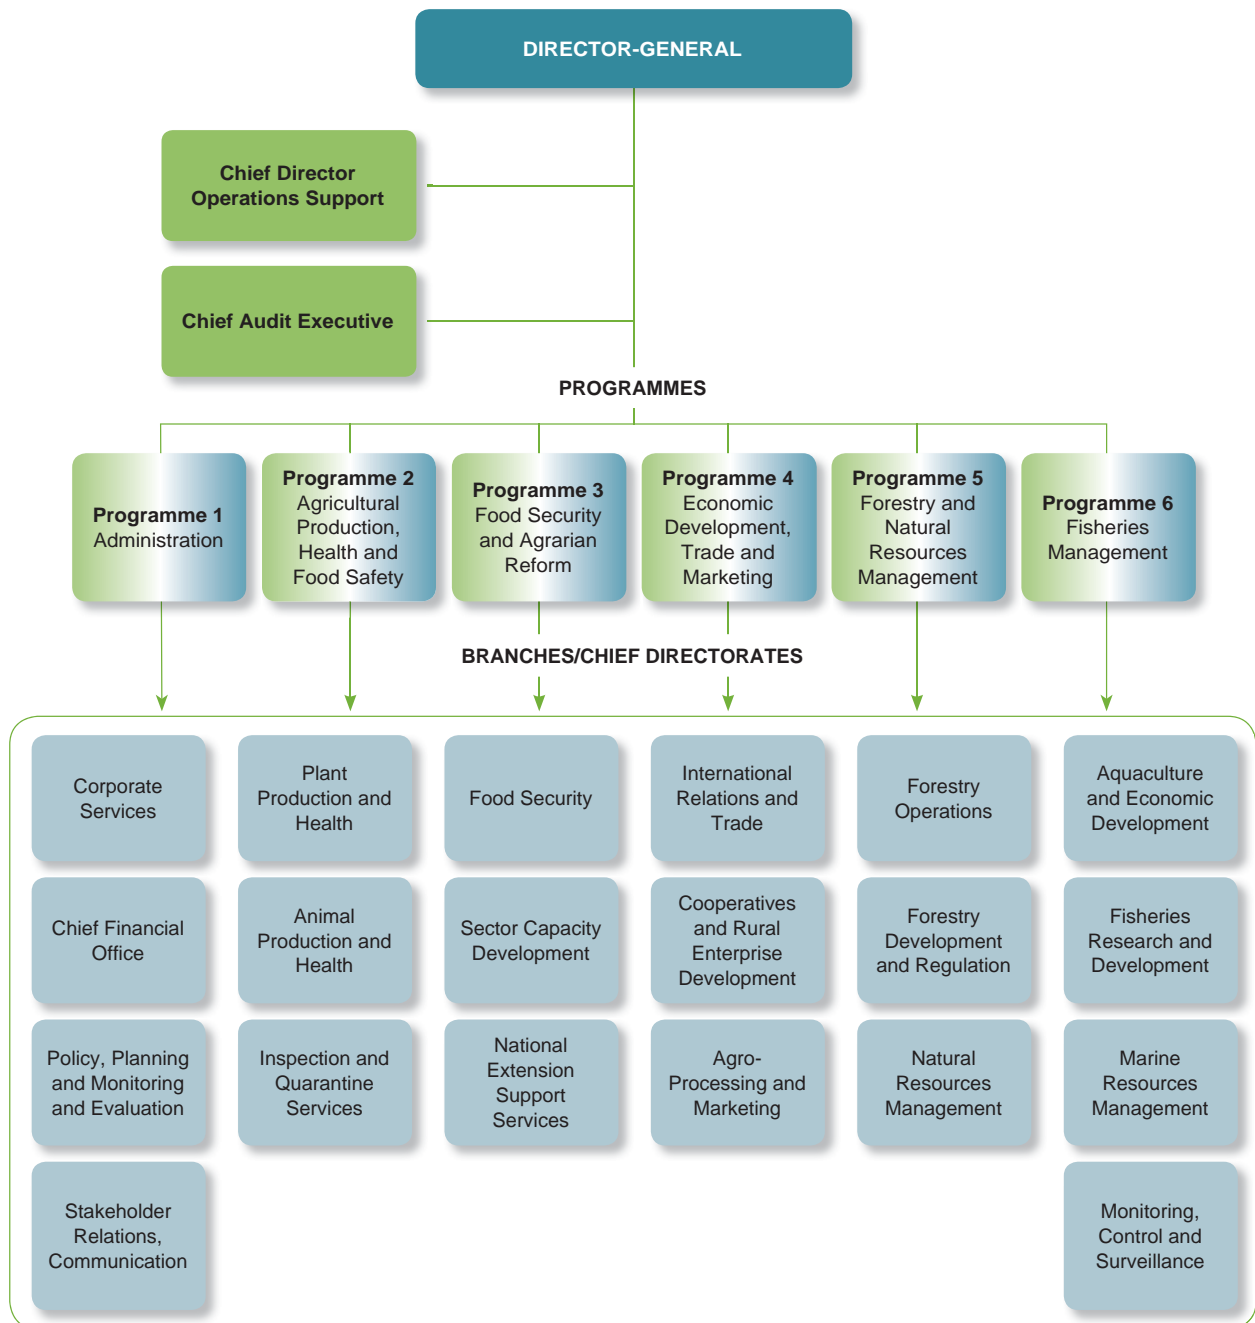 DIRECTOR-GENERAL
Chief Director
Operations Support
Chief Audit Executive
PROGRAMMES
Programme 1
Administration
Programme 2
Agricultural
Production,
Health and
Food Safety
Programme 3
Food Security
and Agrarian
Reform
Programme 4
Economic
Development,
Trade and
Marketing
Programme 5
Forestry and
Natural
Resources
Management
Programme 6
Fisheries
Management
BRANCHES/CHIEF DIRECTORATES
Corporate
Services
Plant
Production and
Health
Food Security
International
Relations and
Trade
Forestry
Operations
Aquaculture
and Economic
Development
Chief Financial
Office
Animal
Production and
Health
Sector Capacity
Development
Cooperatives
and Rural
Enterprise
Development
Forestry
Development
and Regulation
Fisheries
Research and
Development
Policy, Planning
and Monitoring
and Evaluation
Inspection and
Quarantine
Services
National
Extension
Support
Services
Agro-
Processing and
Marketing
Natural
Resources
Management
Marine
Resources
Management
Stakeholder
Relations,
Communication
Monitoring,
Control and
Surveillance